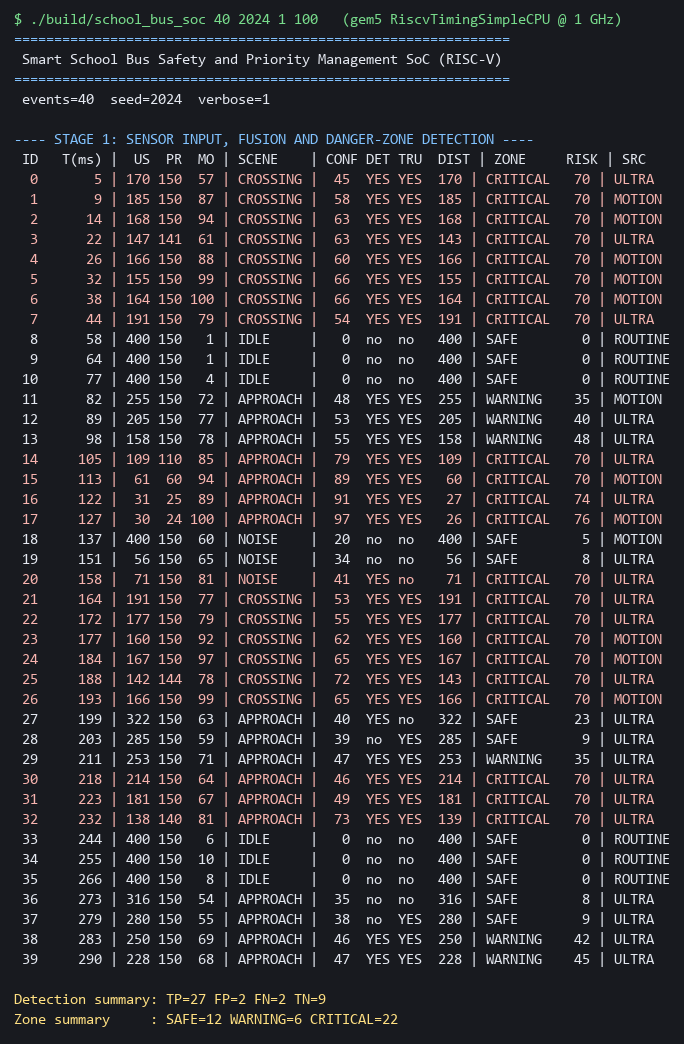 $ ./build/school_bus_soc 40 2024 1 100   (gem5 RiscvTimingSimpleCPU @ 1 GHz)
==============================================================
 Smart School Bus Safety and Priority Management SoC (RISC-V)
==============================================================
 events=40  seed=2024  verbose=1
---- STAGE 1: SENSOR INPUT, FUSION AND DANGER-ZONE DETECTION ----
 ID   T(ms) |  US  PR  MO | SCENE    | CONF DET TRU  DIST | ZONE     RISK | SRC
  0       5 | 170 150  57 | CROSSING |  45  YES YES  170 | CRITICAL   70 | ULTRA
  1       9 | 185 150  87 | CROSSING |  58  YES YES  185 | CRITICAL   70 | MOTION
  2      14 | 168 150  94 | CROSSING |  63  YES YES  168 | CRITICAL   70 | MOTION
  3      22 | 147 141  61 | CROSSING |  63  YES YES  143 | CRITICAL   70 | ULTRA
  4      26 | 166 150  88 | CROSSING |  60  YES YES  166 | CRITICAL   70 | MOTION
  5      32 | 155 150  99 | CROSSING |  66  YES YES  155 | CRITICAL   70 | MOTION
  6      38 | 164 150 100 | CROSSING |  66  YES YES  164 | CRITICAL   70 | MOTION
  7      44 | 191 150  79 | CROSSING |  54  YES YES  191 | CRITICAL   70 | ULTRA
  8      58 | 400 150   1 | IDLE     |   0  no  no   400 | SAFE        0 | ROUTINE
  9      64 | 400 150   1 | IDLE     |   0  no  no   400 | SAFE        0 | ROUTINE
 10      77 | 400 150   4 | IDLE     |   0  no  no   400 | SAFE        0 | ROUTINE
 11      82 | 255 150  72 | APPROACH |  48  YES YES  255 | WARNING    35 | MOTION
 12      89 | 205 150  77 | APPROACH |  53  YES YES  205 | WARNING    40 | ULTRA
 13      98 | 158 150  78 | APPROACH |  55  YES YES  158 | WARNING    48 | ULTRA
 14     105 | 109 110  85 | APPROACH |  79  YES YES  109 | CRITICAL   70 | ULTRA
 15     113 |  61  60  94 | APPROACH |  89  YES YES   60 | CRITICAL   70 | MOTION
 16     122 |  31  25  89 | APPROACH |  91  YES YES   27 | CRITICAL   74 | ULTRA
 17     127 |  30  24 100 | APPROACH |  97  YES YES   26 | CRITICAL   76 | MOTION
 18     137 | 400 150  60 | NOISE    |  20  no  no   400 | SAFE        5 | MOTION
 19     151 |  56 150  65 | NOISE    |  34  no  no    56 | SAFE        8 | ULTRA
 20     158 |  71 150  81 | NOISE    |  41  YES no    71 | CRITICAL   70 | ULTRA
 21     164 | 191 150  77 | CROSSING |  53  YES YES  191 | CRITICAL   70 | ULTRA
 22     172 | 177 150  79 | CROSSING |  55  YES YES  177 | CRITICAL   70 | ULTRA
 23     177 | 160 150  92 | CROSSING |  62  YES YES  160 | CRITICAL   70 | MOTION
 24     184 | 167 150  97 | CROSSING |  65  YES YES  167 | CRITICAL   70 | MOTION
 25     188 | 142 144  78 | CROSSING |  72  YES YES  143 | CRITICAL   70 | ULTRA
 26     193 | 166 150  99 | CROSSING |  65  YES YES  166 | CRITICAL   70 | MOTION
 27     199 | 322 150  63 | APPROACH |  40  YES no   322 | SAFE       23 | ULTRA
 28     203 | 285 150  59 | APPROACH |  39  no  YES  285 | SAFE        9 | ULTRA
 29     211 | 253 150  71 | APPROACH |  47  YES YES  253 | WARNING    35 | ULTRA
 30     218 | 214 150  64 | APPROACH |  46  YES YES  214 | CRITICAL   70 | ULTRA
 31     223 | 181 150  67 | APPROACH |  49  YES YES  181 | CRITICAL   70 | ULTRA
 32     232 | 138 140  81 | APPROACH |  73  YES YES  139 | CRITICAL   70 | ULTRA
 33     244 | 400 150   6 | IDLE     |   0  no  no   400 | SAFE        0 | ROUTINE
 34     255 | 400 150  10 | IDLE     |   0  no  no   400 | SAFE        0 | ROUTINE
 35     266 | 400 150   8 | IDLE     |   0  no  no   400 | SAFE        0 | ROUTINE
 36     273 | 316 150  54 | APPROACH |  35  no  no   316 | SAFE        8 | ULTRA
 37     279 | 280 150  55 | APPROACH |  38  no  YES  280 | SAFE        9 | ULTRA
 38     283 | 250 150  69 | APPROACH |  46  YES YES  250 | WARNING    42 | ULTRA
 39     290 | 228 150  68 | APPROACH |  47  YES YES  228 | WARNING    45 | ULTRA
Detection summary: TP=27 FP=2 FN=2 TN=9
Zone summary     : SAFE=12 WARNING=6 CRITICAL=22